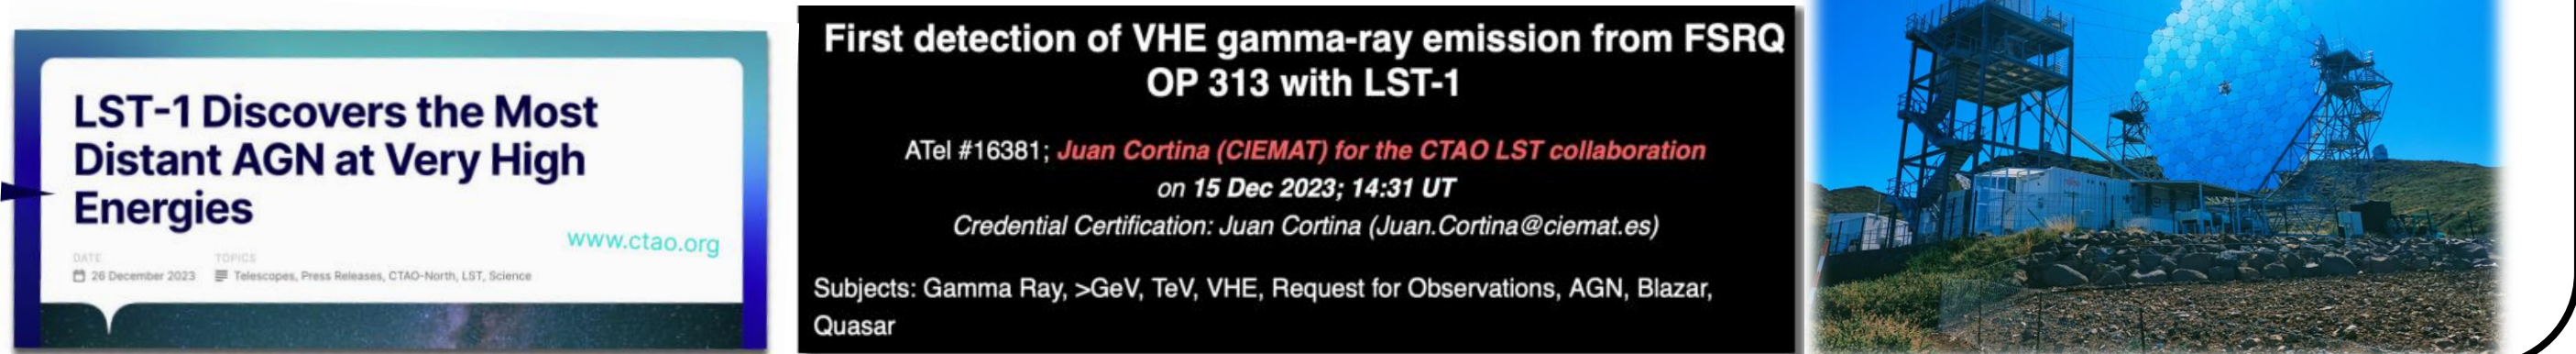 LST-1 Discovers the Most
Distant AGN at Very High
Energies
www.ctao.org
DATE
TOPICS
26 December 2023
Telescopes, Press Releases, CTAO-North, LST, Science
First detection of VHE gamma-ray emission from FSRQ
OP 313 with LST-1
ATel #16381; Juan Cortina (CIEMAT) for the CTAO LST collaboration
on 15 Dec 2023; 14:31 UT
Credential Certification: Juan Cortina (Juan.Cortina@ciemat.es)
Subjects: Gamma Ray, >GeV, TeV, VHE, Request for Observations, AGN, Blazar,
Quasar